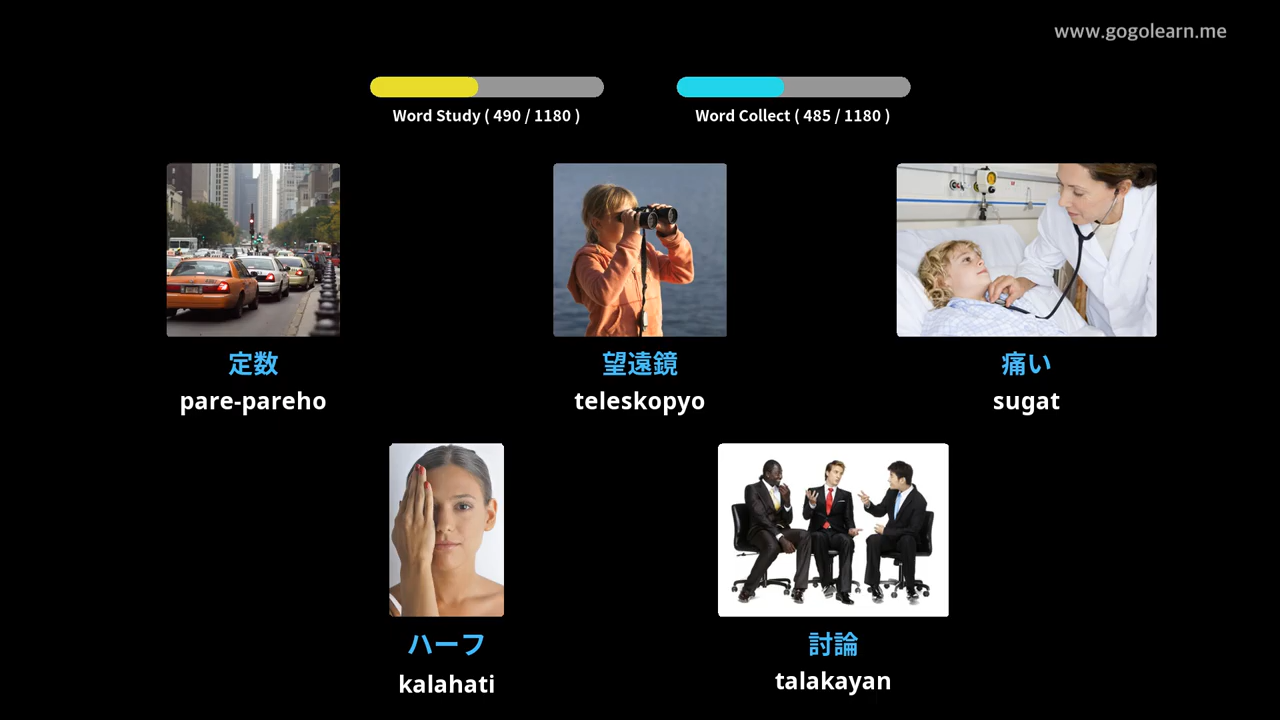 www.gogolearn.me
Word Study ( 490 / 1180 )
Word Collect ( 485 / 1180 )
定数
pare-pareho
望遠鏡
teleskopyo
痛い
sugat
ハーフ
kalahati
討論
talakayan